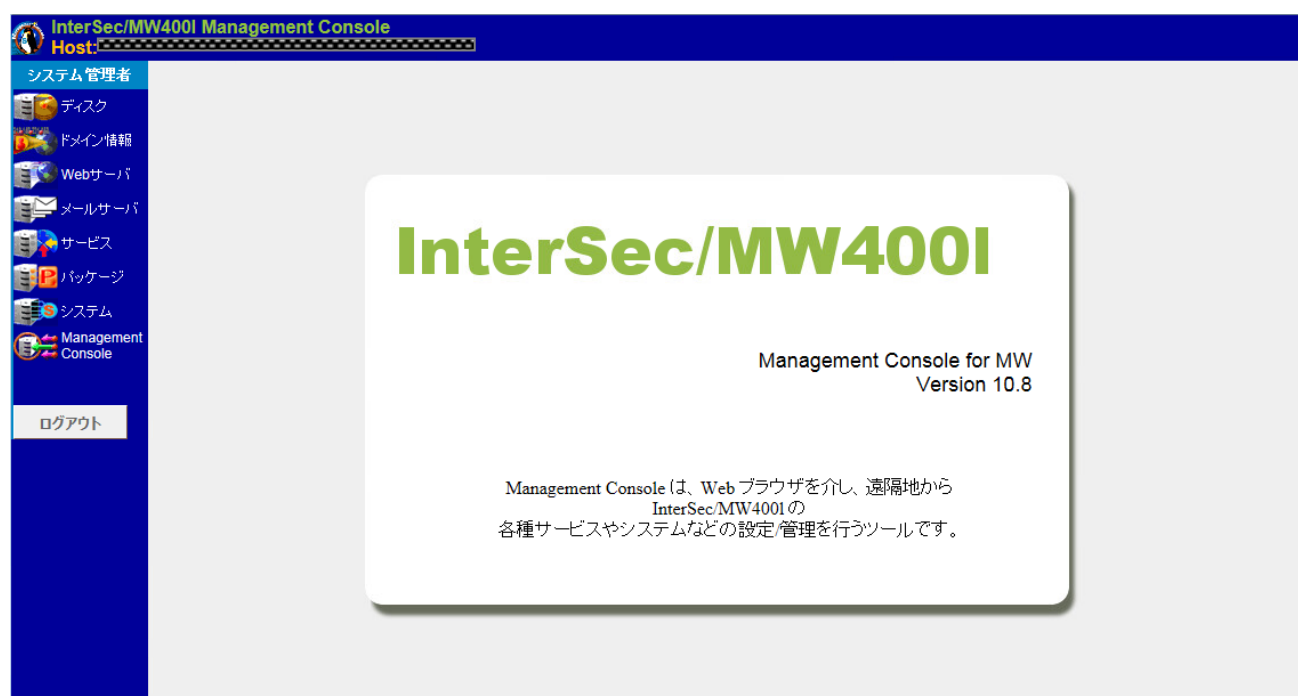 InterSec/MW400l Management Console
Host:
システム管理者
ディスク
ドメイン情報
Webサーバ
メールサーバ
サービス
パッケージ
システム
Management
Console
ログアウト
InterSec/MW400l
Management Console for MW
Version 10.8
Management Console は、Web ブラウザを介し、遠隔地から
InterSec/MW400l の
各種サービスやシステムなどの設定/管理を行うツールです。